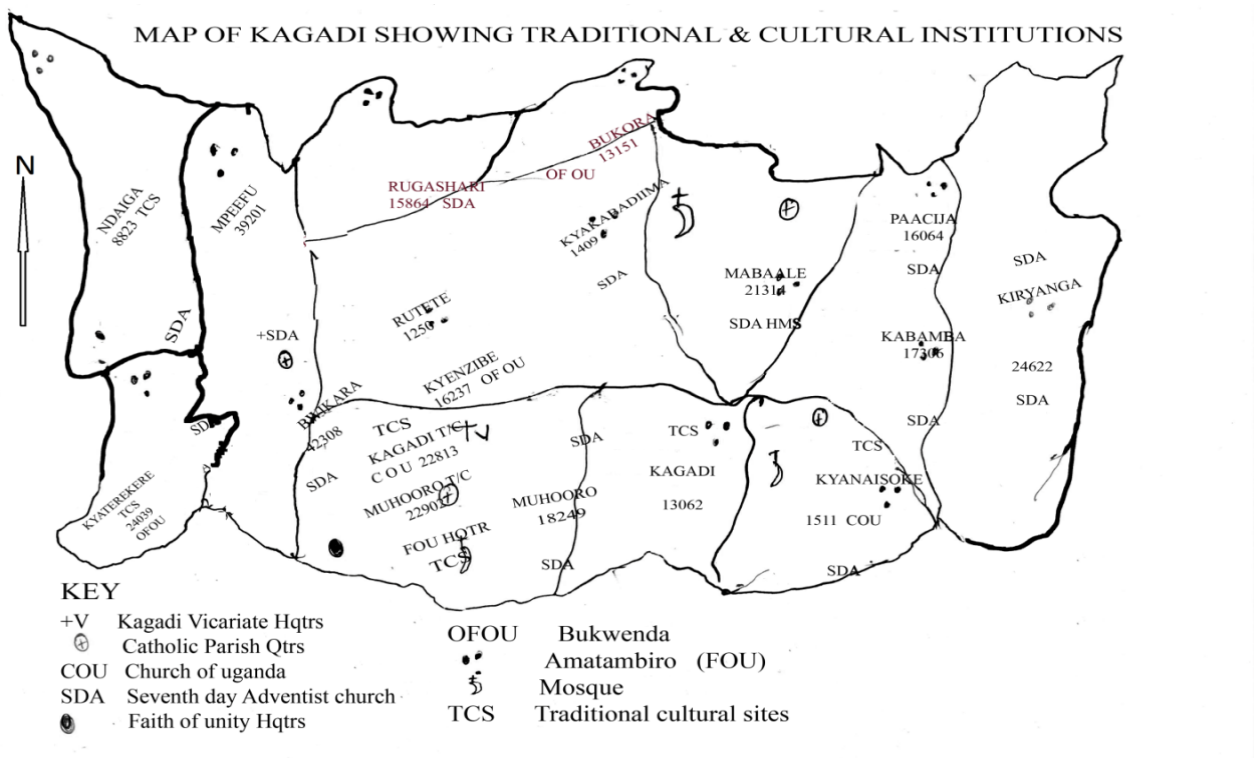 MAP OF KAGADI SHOWING TRADITIONAL & CULTURAL INSTITUTIONS
N
NDAIGA
8823 TCS
SDA
MPEEFU
39201
+SDA
RUGASHARI
15864 SDA
BUKORA
13151
OF OU
KYAKABADIIMA
1409
SDA
RUTETE
1250
KYENZIBE
16237 OF OU
MABAALE
21314
SDA HMS
PAACIJA
16064
SDA
KABAMBA
17306
SDA
SDA
KIRYANGA
24622
SDA
SDA
KYATEREKERE
TCS
24039
OFOU
BWIKARA
42308
SDA
TCS
KAGADI T/C
C O U 22813
+V
MUHOORO T/C
22902
FOU HQTR
TCS
SDA
MUHOORO
18249
SDA
TCS
KAGADI
13062
TCS
KYANAISOKE
1511 COU
SDA
KEY
+V Kagadi Vicariate Hqtrs
Catholic Parish Qtrs
COU Church of uganda
SDA Seventh day Adventist church
Faith of unity Hqtrs
OFOU Bukwenda
Amatambiro (FOU)
Mosque
TCS Traditional cultural sites